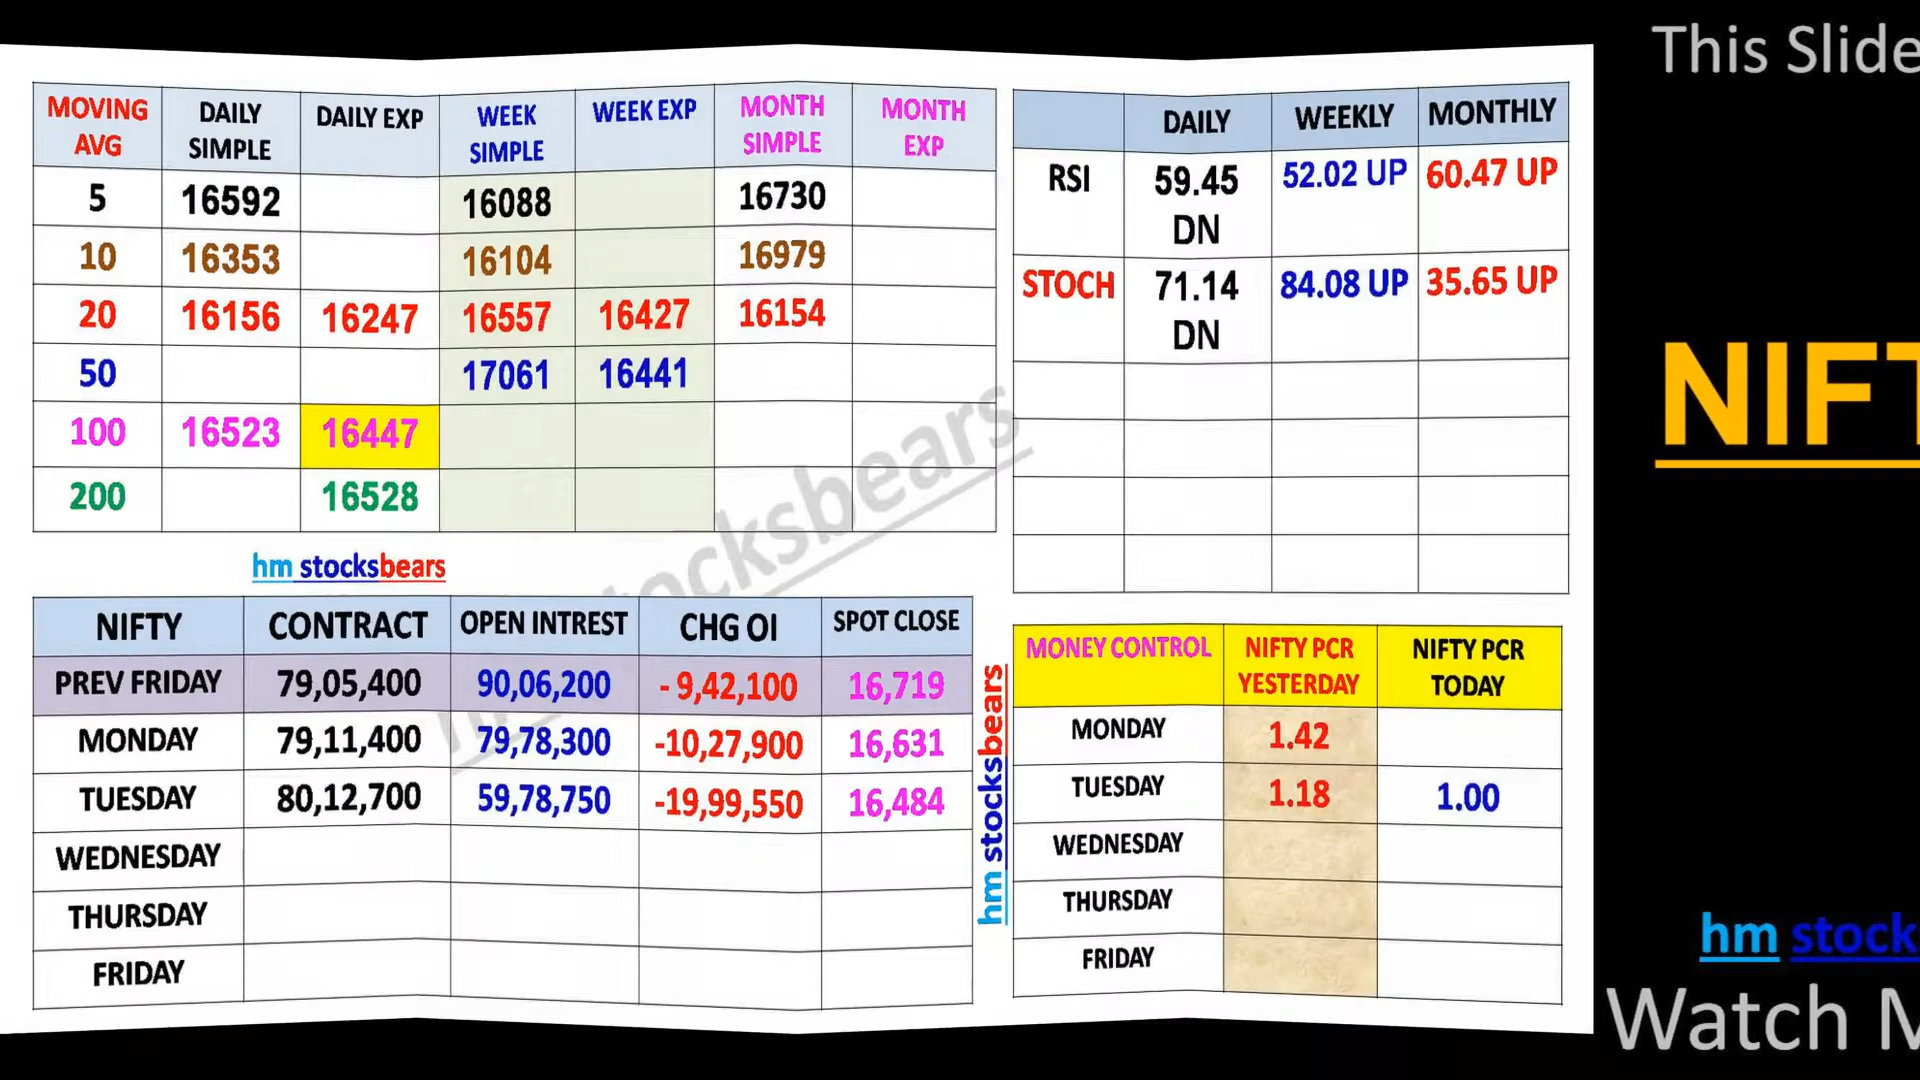 This Slide
MOVING AVG DAILY SIMPLE DAILY EXP WEEK SIMPLE WEEK EXP MONTH SIMPLE MONTH EXP
5 16592 16088 16730
10 16353 16104 16979
20 16156 16247 16557 16427 16154
50 17061 16441
100 16523 16447
200 16528
DAILY WEEKLY MONTHLY
RSI 59.45 DN 52.02 UP 60.47 UP
STOCH 71.14 DN 84.08 UP 35.65 UP
NIFT
hm stocksbears
NIFTY CONTRACT OPEN INTREST CHG OI SPOT CLOSE
PREV FRIDAY 79,05,400 90,06,200 - 9,42,100 16,719
MONDAY 79,11,400 79,78,300 -10,27,900 16,631
TUESDAY 80,12,700 59,78,750 -19,99,550 16,484
WEDNESDAY
THURSDAY
FRIDAY
hm stocksbears
MONEY CONTROL NIFTY PCR YESTERDAY NIFTY PCR TODAY
MONDAY 1.42
TUESDAY 1.18 1.00
WEDNESDAY
THURSDAY
FRIDAY
hm stock
Watch M